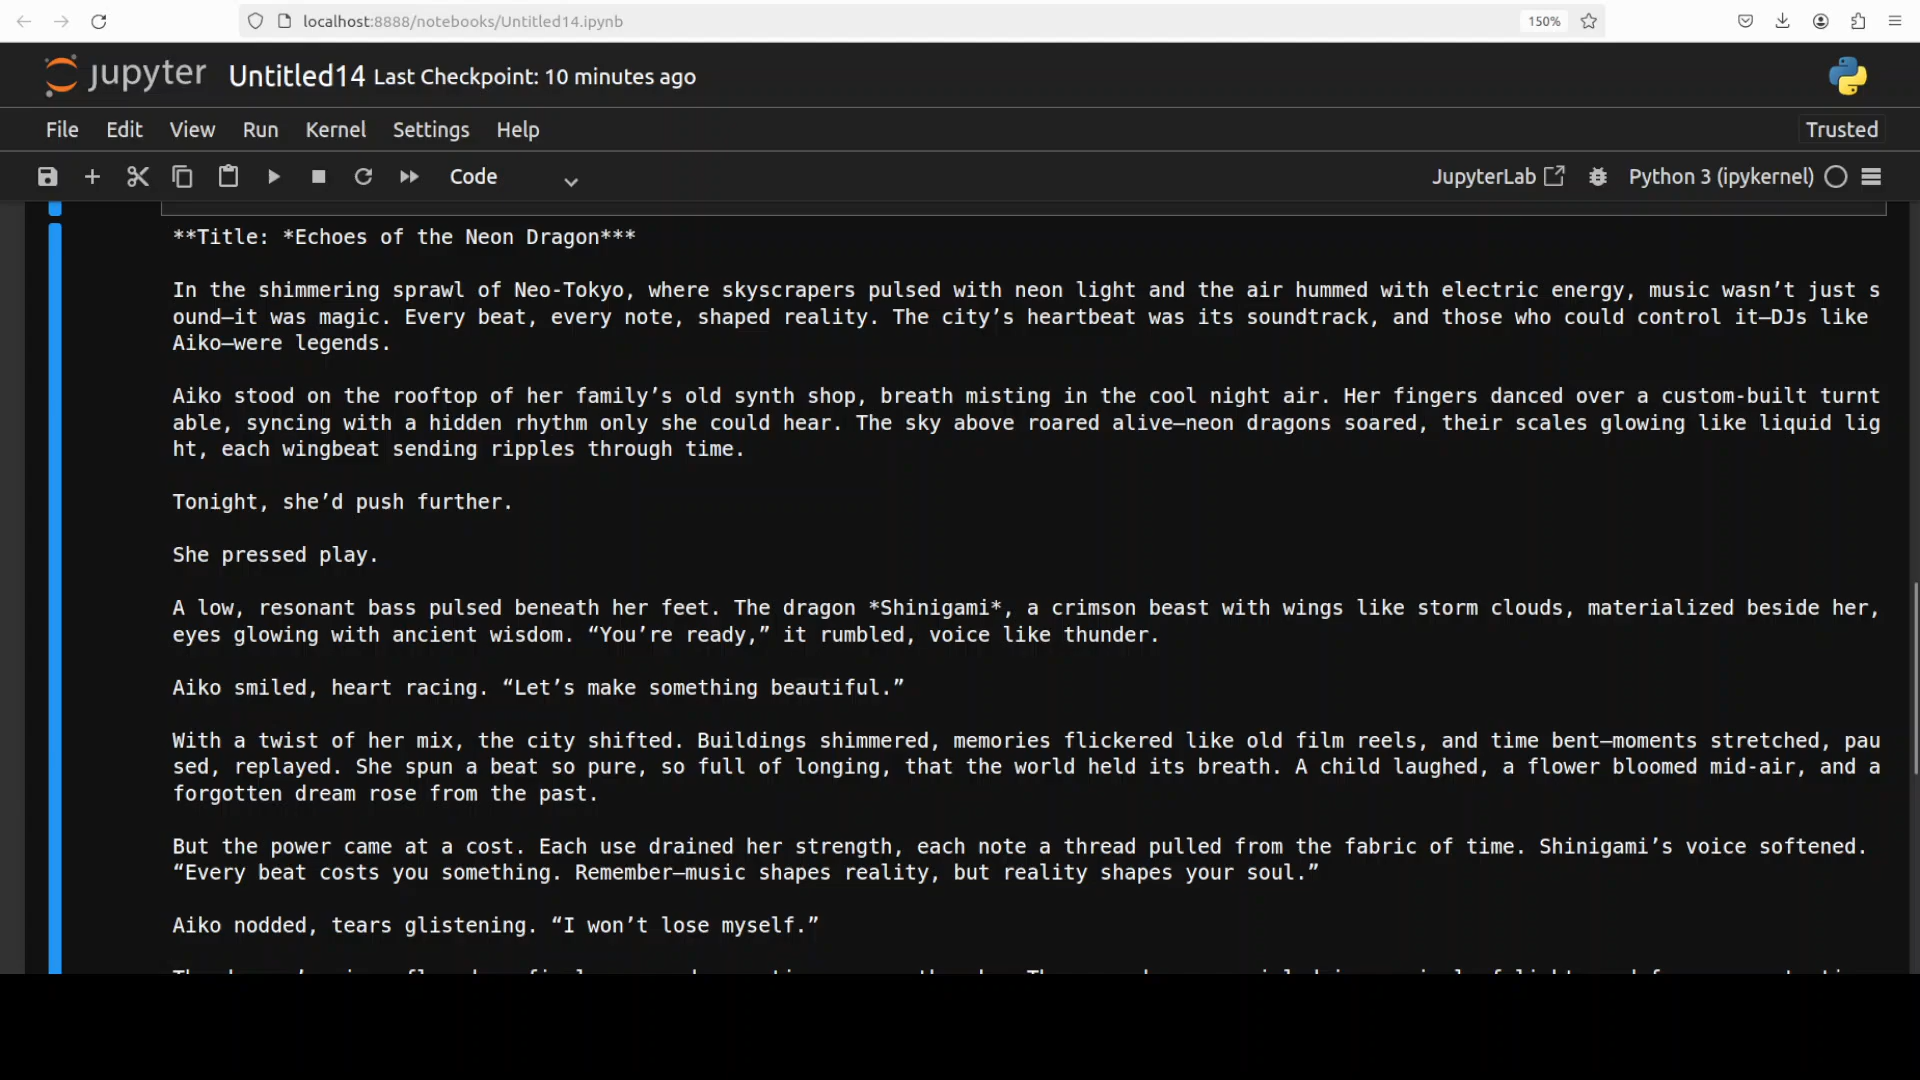 localhost:8888/notebooks/Untitled14.ipynb
150%
jupyter Untitled14 Last Checkpoint: 10 minutes ago
File Edit View Run Kernel Settings Help Trusted
Code JupyterLab Python 3 (ipykernel)
**Title: *Echoes of the Neon Dragon***
In the shimmering sprawl of Neo-Tokyo, where skyscrapers pulsed with neon light and the air hummed with electric energy, music wasn’t just s
ound—it was magic. Every beat, every note, shaped reality. The city’s heartbeat was its soundtrack, and those who could control it—DJs like
Aiko—were legends.
Aiko stood on the rooftop of her family’s old synth shop, breath misting in the cool night air. Her fingers danced over a custom-built turnt
able, syncing with a hidden rhythm only she could hear. The sky above roared alive—neon dragons soared, their scales glowing like liquid lig
ht, each wingbeat sending ripples through time.
Tonight, she’d push further.
She pressed play.
A low, resonant bass pulsed beneath her feet. The dragon *Shinigami*, a crimson beast with wings like storm clouds, materialized beside her,
eyes glowing with ancient wisdom. “You’re ready,” it rumbled, voice like thunder.
Aiko smiled, heart racing. “Let’s make something beautiful.”
With a twist of her mix, the city shifted. Buildings shimmered, memories flickered like old film reels, and time bent—moments stretched, pau
sed, replayed. She spun a beat so pure, so full of longing, that the world held its breath. A child laughed, a flower bloomed mid-air, and a
forgotten dream rose from the past.
But the power came at a cost. Each use drained her strength, each note a thread pulled from the fabric of time. Shinigami’s voice softened.
“Every beat costs you something. Remember—music shapes reality, but reality shapes your soul.”
Aiko nodded, tears glistening. “I won’t lose myself.”